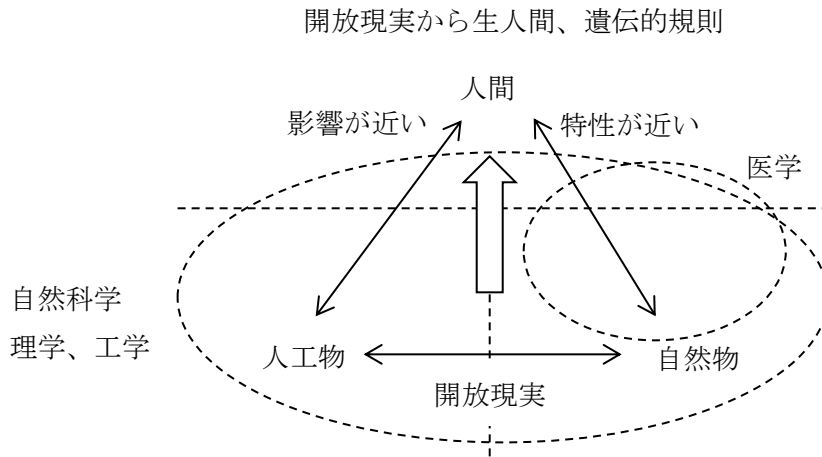 開放現実から生人間、遺伝的規則
人間
影響が近い
特性が近い
医学
自然科学
理学、工学
人工物
自然物
開放現実